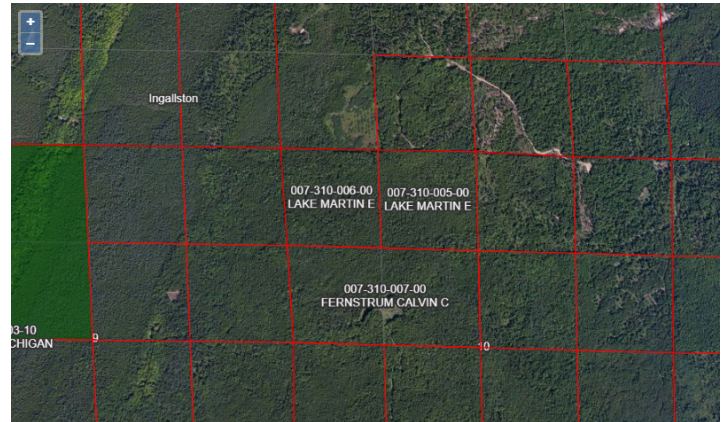 +
−
Ingallston
007-310-006-00
LAKE MARTIN E
007-310-005-00
LAKE MARTIN E
007-310-007-00
FERNSTRUM CALVIN C
03-10
CHIGAN
9
10